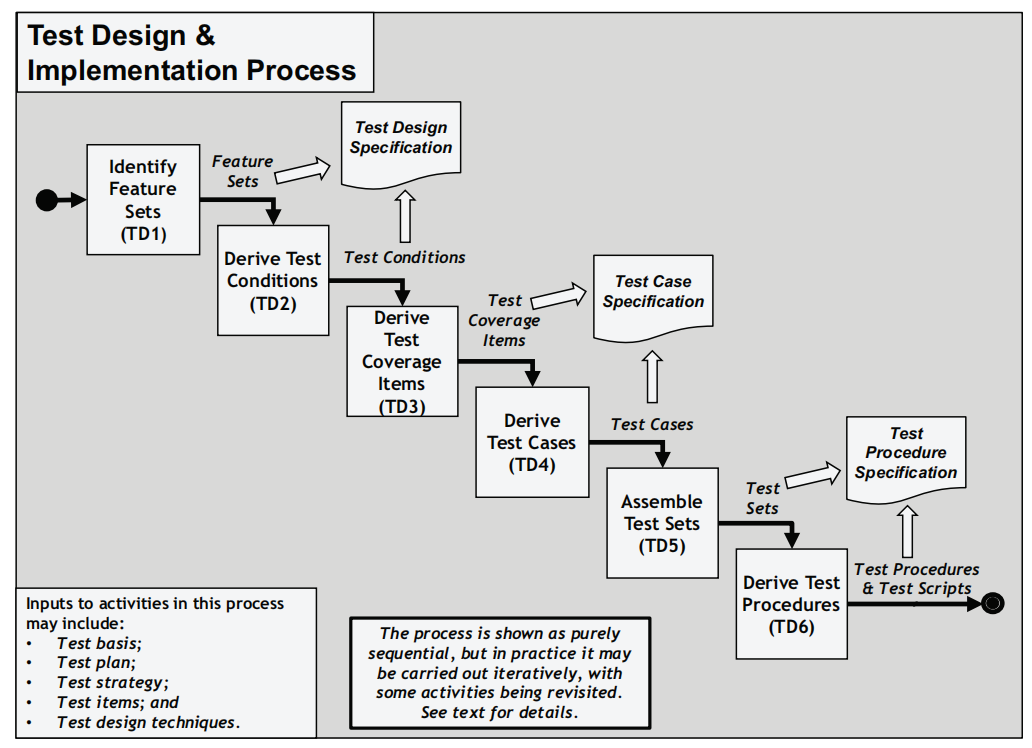 Test Design &
Implementation Process
Test Design
Specification
Identify
Feature
Sets
(TD1)
Feature
Sets
Derive Test
Conditions
(TD2)
Test Conditions
Derive
Test
Coverage
Items
(TD3)
Test
Coverage
Items
Test Case
Specification
Derive
Test Cases
(TD4)
Test Cases
Assemble
Test Sets
(TD5)
Test
Sets
Test
Procedure
Specification
Derive Test
Procedures
(TD6)
Test Procedures
& Test Scripts
Inputs to activities in this process
may include:
• Test basis;
• Test plan;
• Test strategy;
• Test items; and
• Test design techniques.
The process is shown as purely
sequential, but in practice it may
be carried out iteratively, with
some activities being revisited.
See text for details.